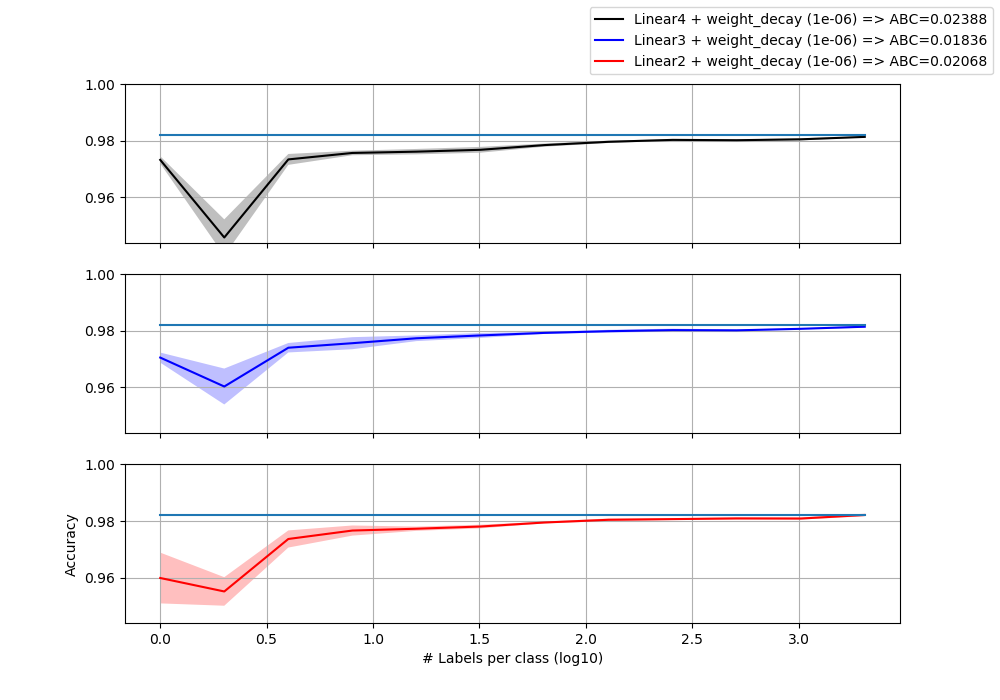 Linear4 + weight_decay (1e-06) => ABC=0.02388
Linear3 + weight_decay (1e-06) => ABC=0.01836
Linear2 + weight_decay (1e-06) => ABC=0.02068
1.00
0.98
0.96
1.00
0.98
0.96
1.00
0.98
0.96
Accuracy
0.0 0.5 1.0 1.5 2.0 2.5 3.0
# Labels per class (log10)